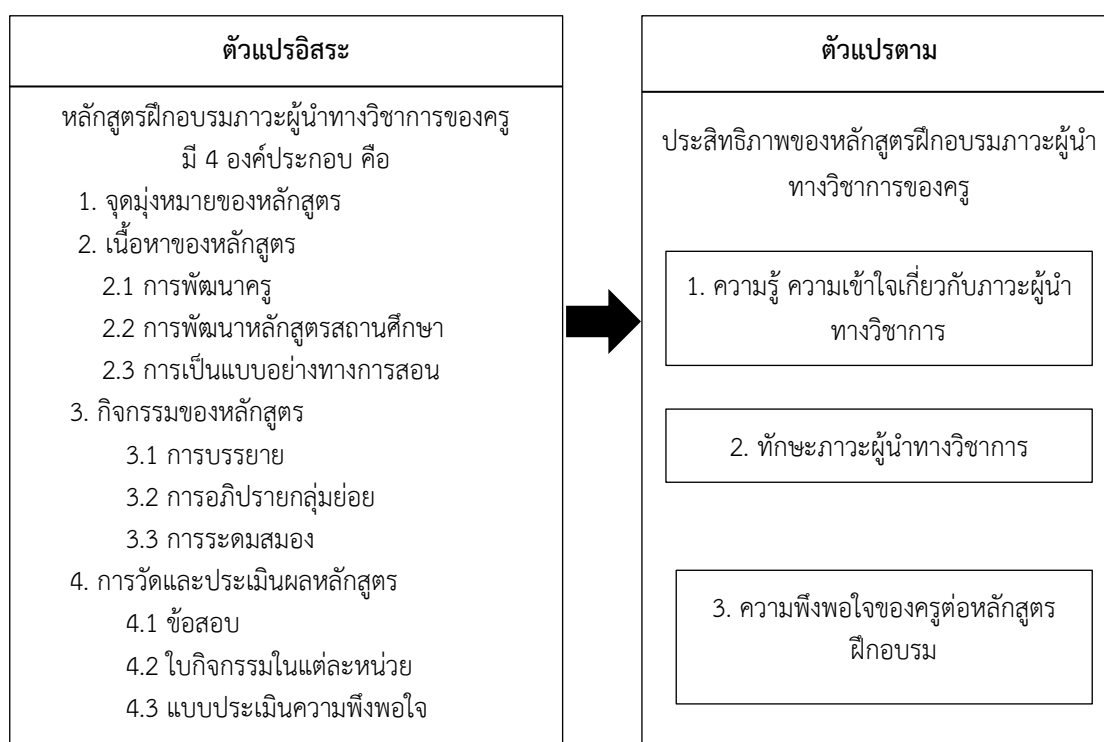 ตัวแปรอิสระ
หลักสูตรฝึกอบรมภาวะผู้นำทางวิชาการของครู
มี 4 องค์ประกอบ คือ
1. จุดมุ่งหมายของหลักสูตร
2. เนื้อหาของหลักสูตร
2.1 การพัฒนาครู
2.2 การพัฒนาหลักสูตรสถานศึกษา
2.3 การเป็นแบบอย่างทางการสอน
3. กิจกรรมของหลักสูตร
3.1 การบรรยาย
3.2 การอภิปรายกลุ่มย่อย
3.3 การระดมสมอง
4. การวัดและประเมินผลหลักสูตร
4.1 ข้อสอบ
4.2 ใบกิจกรรมในแต่ละหน่วย
4.3 แบบประเมินความพึงพอใจ
ตัวแปรตาม
ประสิทธิภาพของหลักสูตรฝึกอบรมภาวะผู้นำ
ทางวิชาการของครู
1. ความรู้ ความเข้าใจเกี่ยวกับภาวะผู้นำ
ทางวิชาการ
2. ทักษะภาวะผู้นำทางวิชาการ
3. ความพึงพอใจของครูต่อหลักสูตร
ฝึกอบรม